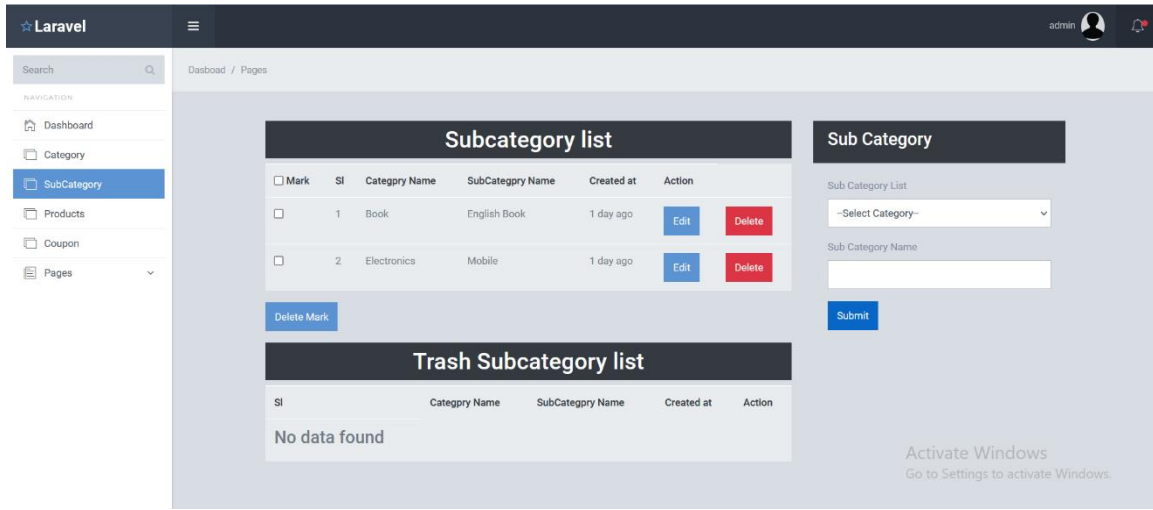 ☆Laravel
admin
Search
Dasboad / Pages
NAVIGATION
Dashboard
Category
SubCategory
Products
Coupon
Pages
Subcategory list
Mark SI Categpry Name SubCategpry Name Created at Action
1 Book English Book 1 day ago Edit Delete
2 Electronics Mobile 1 day ago Edit Delete
Delete Mark
Trash Subcategory list
SI Categpry Name SubCategpry Name Created at Action
No data found
Sub Category
Sub Category List
--Select Category--
Sub Category Name
Submit
Activate Windows
Go to Settings to activate Windows.